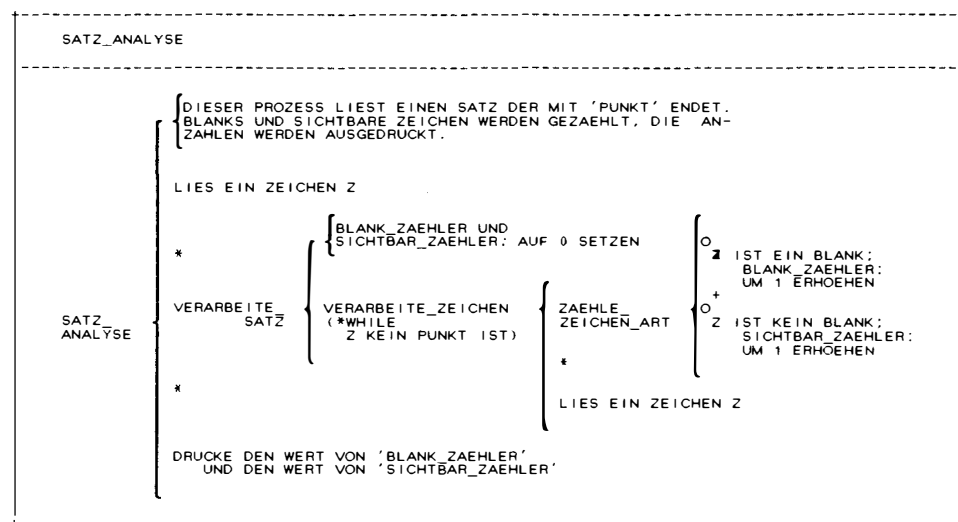 SATZ_ANALYSE
DIESER PROZESS LIEST EINEN SATZ DER MIT 'PUNKT' ENDET.
BLANKS UND SICHTBARE ZEICHEN WERDEN GEZAEHLT, DIE AN-
ZAHLEN WERDEN AUSGEDRUCKT.
LIES EIN ZEICHEN Z
*
BLANK_ZAEHLER UND
SICHTBAR_ZAEHLER: AUF 0 SETZEN
SATZ_
ANALYSE
VERARBEITE_
SATZ
VERARBEITE_ZEICHEN
(*WHILE
Z KEIN PUNKT IST)
ZAEHLE_
ZEICHEN_ART
O
Z IST EIN BLANK;
BLANK_ZAEHLER:
UM 1 ERHOEHEN
+
O
Z IST KEIN BLANK;
SICHTBAR_ZAEHLER:
UM 1 ERHOEHEN
*
LIES EIN ZEICHEN Z
*
DRUCKE DEN WERT VON 'BLANK_ZAEHLER'
UND DEN WERT VON 'SICHTBAR_ZAEHLER'